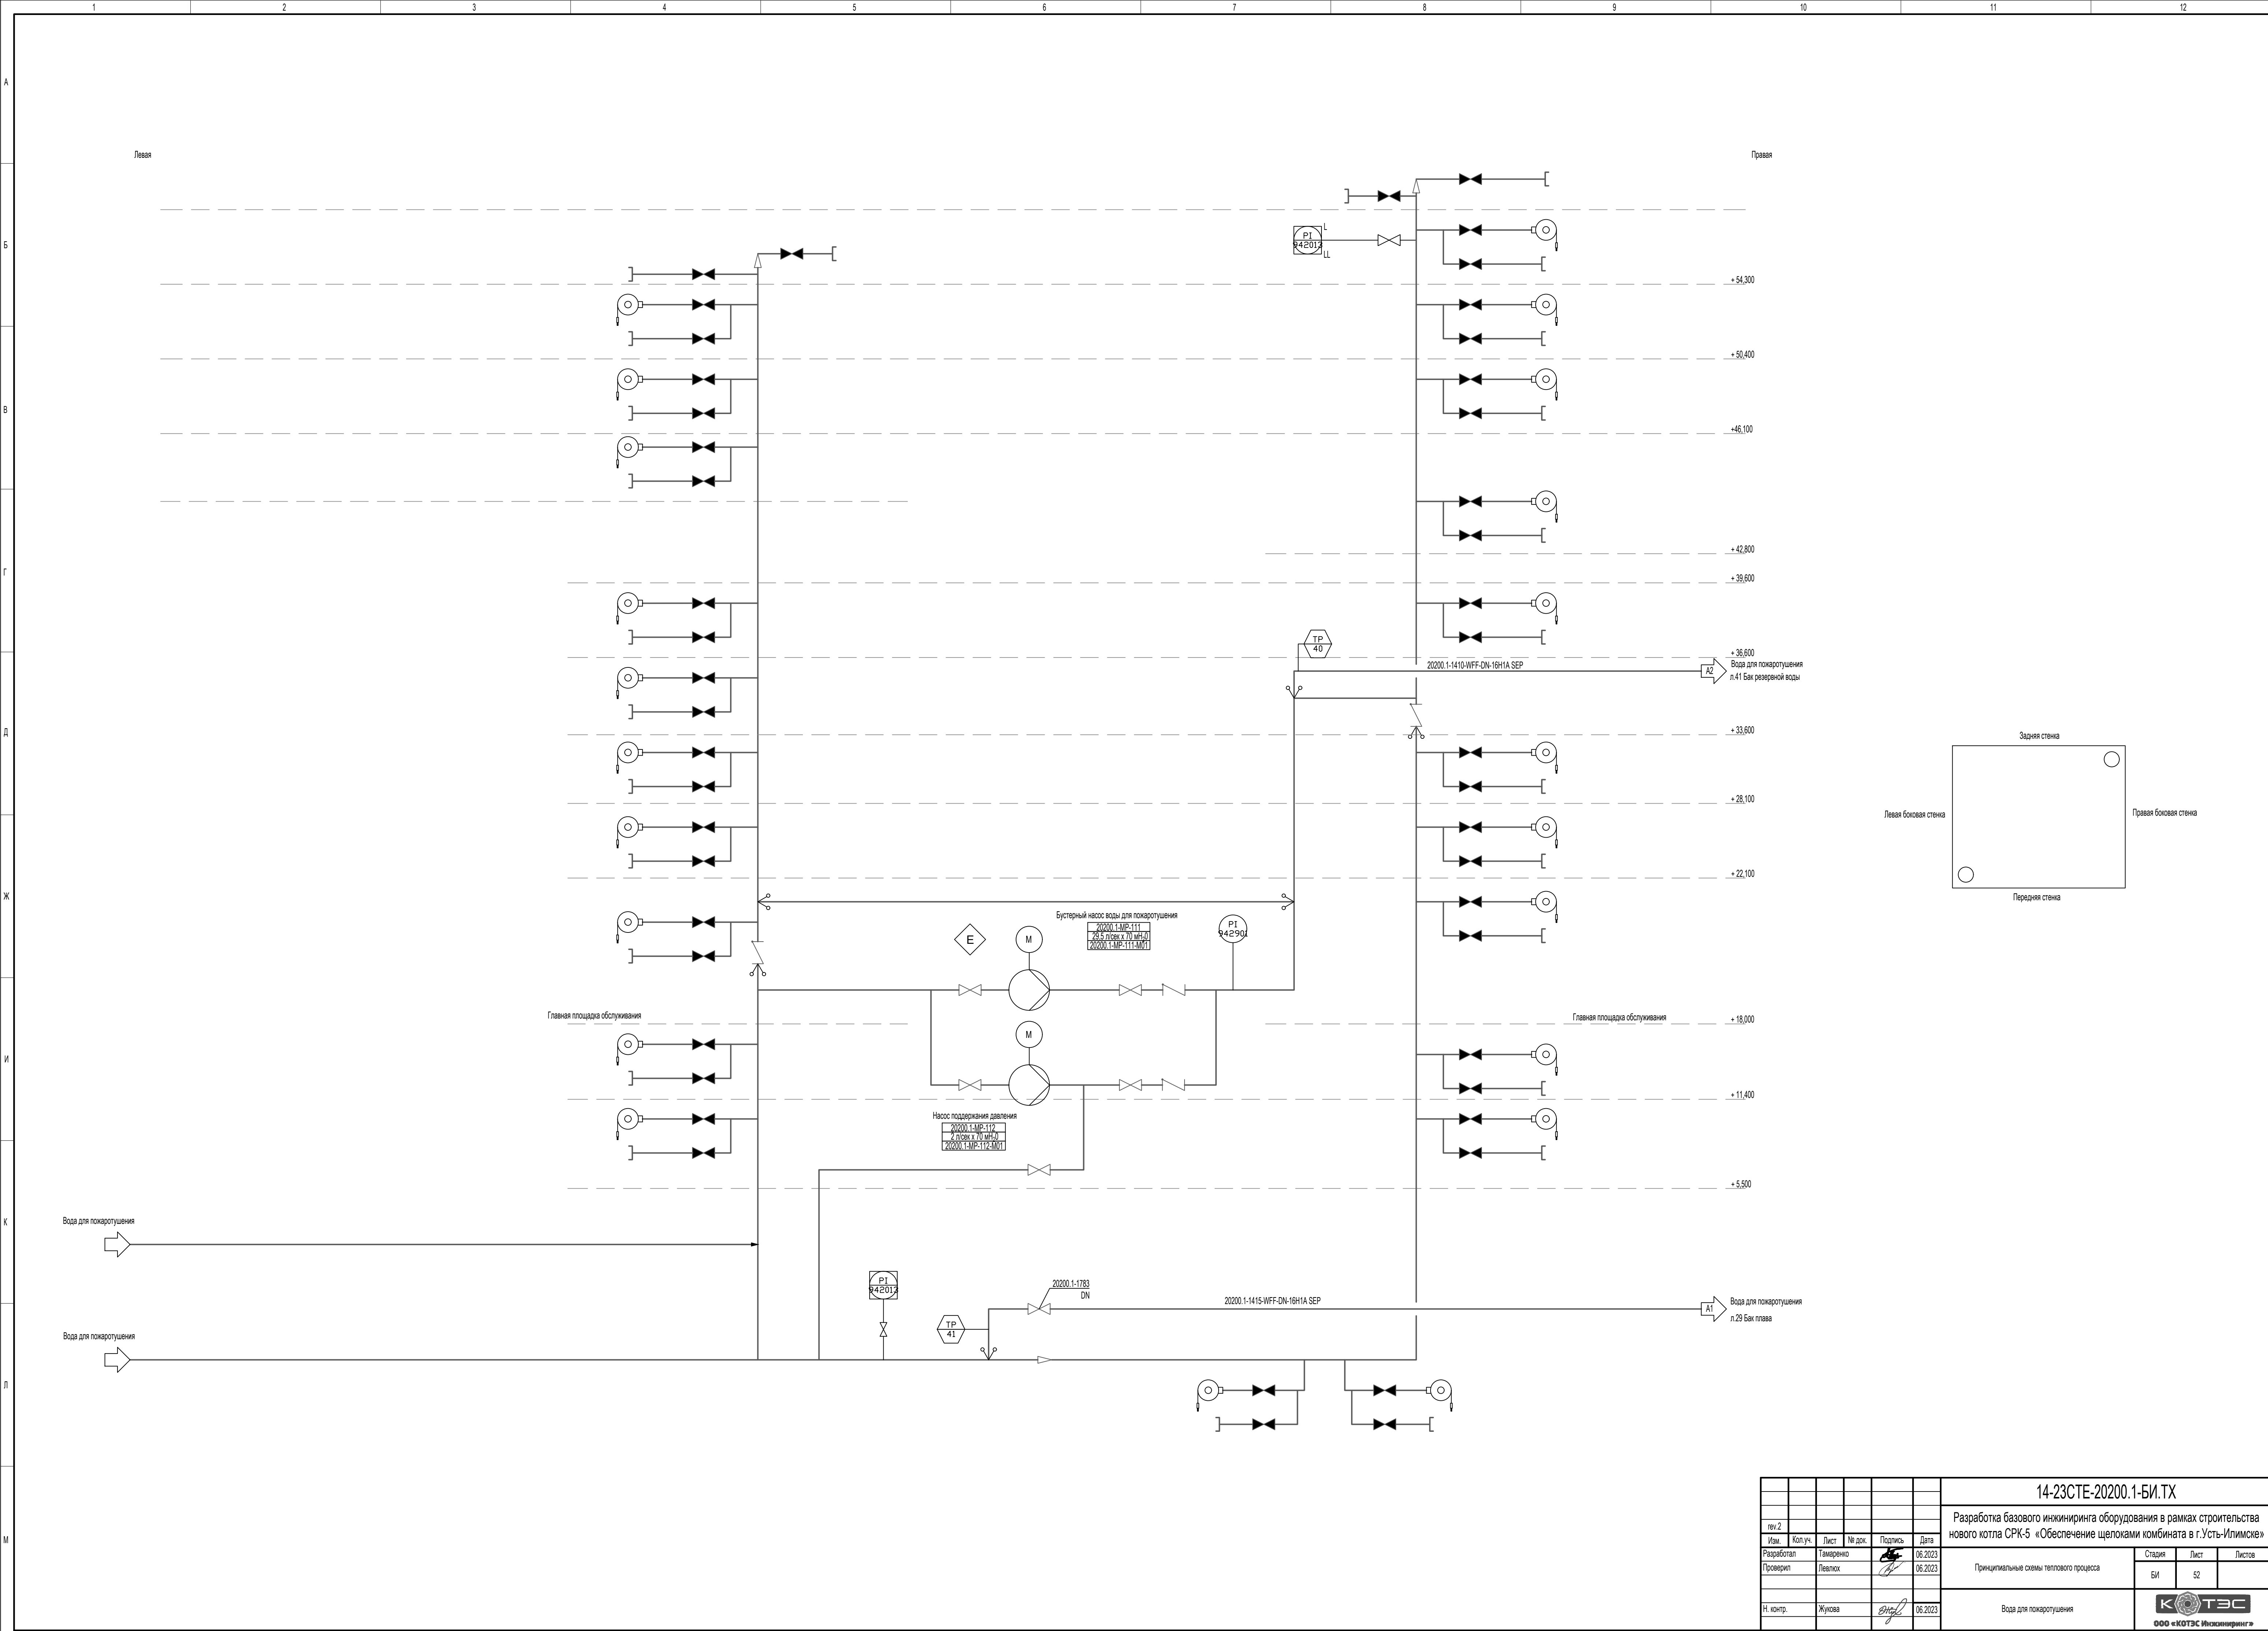 1 2 3 4 5 6 7 8 9 10 11 12
А
Б
В
Г
Д
Ж
И
К
Л
М
Левая
Правая
PI
942012
L
LL
+ 54,300
+ 50,400
+46,100
+ 42,800
+ 39,600
+ 36,600
TP
40
20200.1-1410-WFF-DN-16H1A SEP
A2
Вода для пожаротушения
л.41 Бак резервной воды
+ 33,600
+ 28,100
+ 22,100
Задняя стенка
Левая боковая стенка
Правая боковая стенка
Передняя стенка
Бустерный насос воды для пожаротушения
20200.1-MP-111
29,5 л/сек x 70 мH₂0
20200.1-MP-111-M01
E
M
PI
942901
Главная площадка обслуживания
Главная площадка обслуживания
+ 18,000
M
+ 11,400
Насос поддержания давления
20200.1-MP-112
2 л/сек x 70 мH₂0
20200.1-MP-112-M01
+ 5,500
Вода для пожаротушения
PI
942013
20200.1-1783
DN
TP
41
20200.1-1415-WFF-DN-16H1A SEP
A1
Вода для пожаротушения
л.29 Бак плава
Вода для пожаротушения
14-23СТЕ-20200.1-БИ.ТХ
Разработка базового инжиниринга оборудования в рамках строительства
нового котла СРК-5 «Обеспечение щелоками комбината в г.Усть-Илимске»
rev.2
Изм. Кол.уч. Лист № док. Подпись Дата
Разработал Тамаренко 06.2023
Проверил Левлюх 06.2023
Н. контр. Жукова 06.2023
Принципиальные схемы теплового процесса
Стадия Лист Листов
БИ 52
Вода для пожаротушения
КОТЭС
ООО «КОТЭС Инжиниринг»